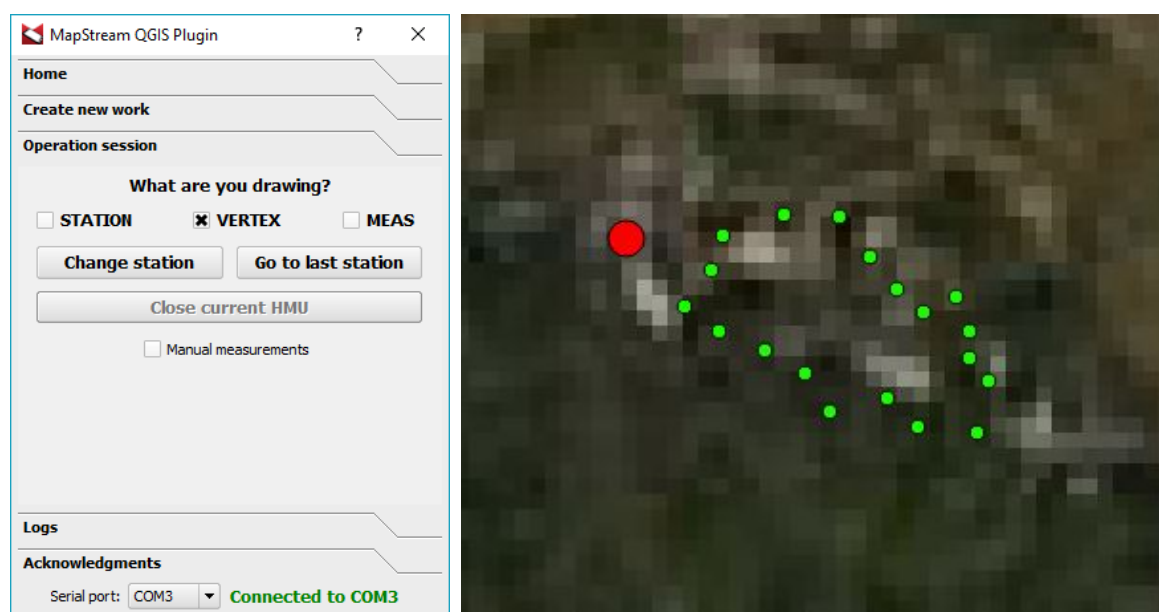 MapStream QGIS Plugin ? ×
Home
Create new work
Operation session
What are you drawing?
STATION VERTEX MEAS
Change station Go to last station
Close current HMU
Manual measurements
Logs
Acknowledgments
Serial port: COM3 Connected to COM3